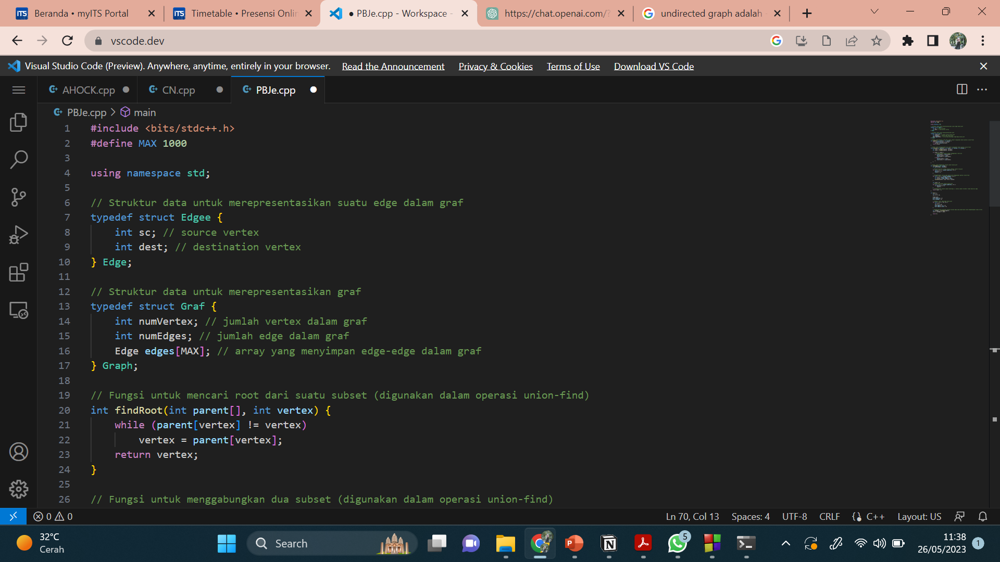 Beranda • myITS Portal
Timetable • Presensi Onlin
● PBJe.cpp - Workspace -
https://chat.openai.com/?
undirected graph adalah
vscode.dev
Visual Studio Code (Preview). Anywhere, anytime, entirely in your browser. Read the Announcement Privacy & Cookies Terms of Use Download VS Code
AHOCK.cpp
CN.cpp
PBJe.cpp
PBJe.cpp > main
1 #include <bits/stdc++.h>
2 #define MAX 1000
3
4 using namespace std;
5
6 // Struktur data untuk merepresentasikan suatu edge dalam graf
7 typedef struct Edgee {
8 int sc; // source vertex
9 int dest; // destination vertex
10 } Edge;
11
12 // Struktur data untuk merepresentasikan graf
13 typedef struct Graf {
14 int numVertex; // jumlah vertex dalam graf
15 int numEdges; // jumlah edge dalam graf
16 Edge edges[MAX]; // array yang menyimpan edge-edge dalam graf
17 } Graph;
18
19 // Fungsi untuk mencari root dari suatu subset (digunakan dalam operasi union-find)
20 int findRoot(int parent[], int vertex) {
21 while (parent[vertex] != vertex)
22 vertex = parent[vertex];
23 return vertex;
24 }
25
26 // Fungsi untuk menggabungkan dua subset (digunakan dalam operasi union-find)
0 0
Ln 70, Col 13 Spaces: 4 UTF-8 CRLF C++ Layout: US
32°C
Cerah
Search
5
11:38
26/05/2023
1